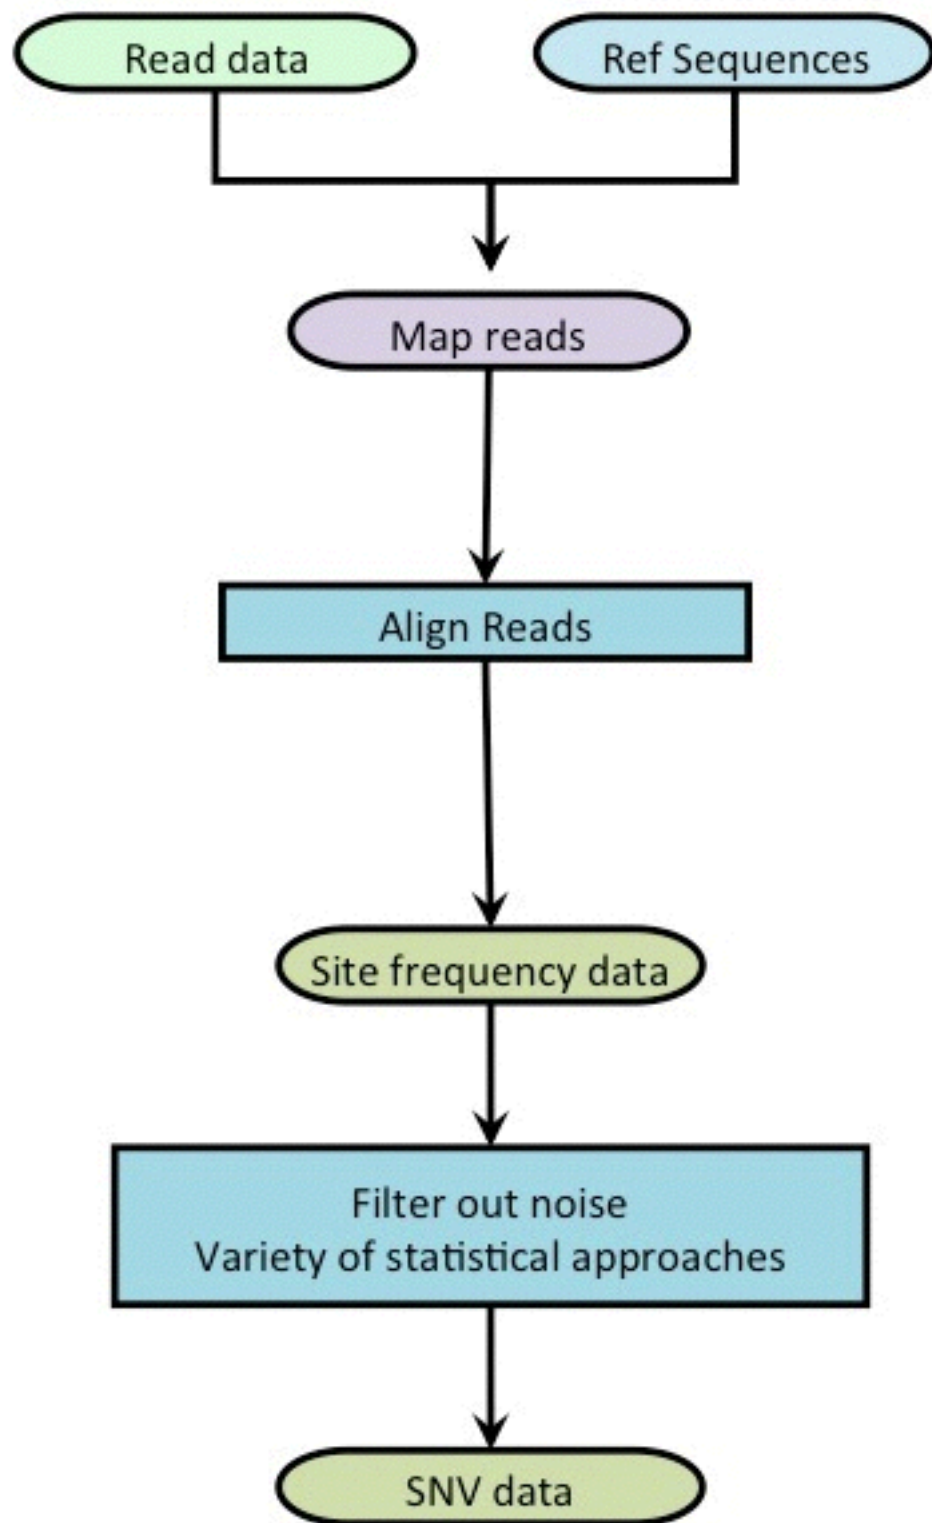 Read data
Ref Sequences
Map reads
Align Reads
Site frequency data
Filter out noise
Variety of statistical approaches
SNV data